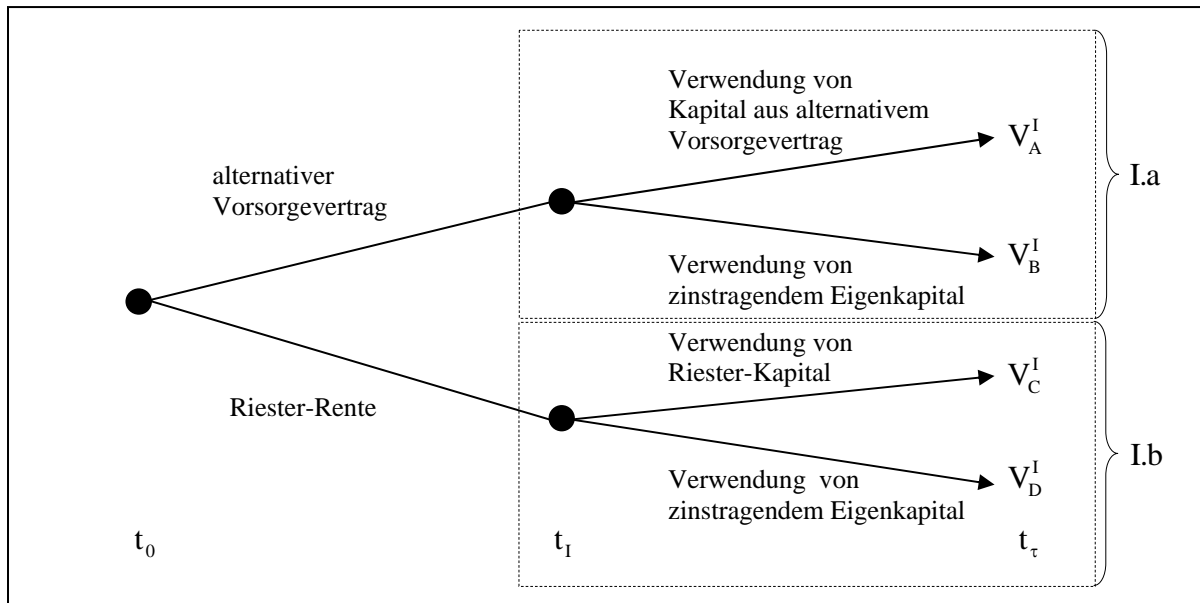 Verwendung von
Kapital aus alternativem
Vorsorgevertrag
V_A^I
I.a
alternativer
Vorsorgevertrag
V_B^I
Verwendung von
zinstragendem Eigenkapital
Verwendung von
Riester-Kapital
V_C^I
Riester-Rente
I.b
Verwendung von
zinstragendem Eigenkapital
V_D^I
t_0
t_I
t_τ